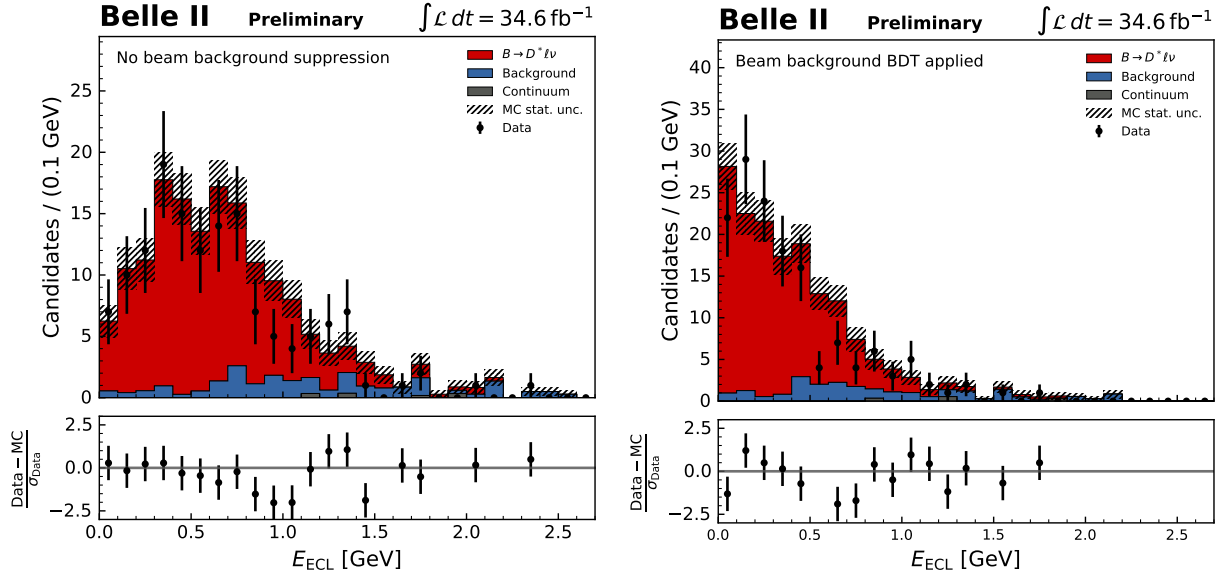 Belle II Preliminary ∫ℒ dt = 34.6 fb⁻¹
No beam background suppression
B→D*ℓν
Background
Continuum
MC stat. unc.
Data
Candidates / (0.1 GeV)
25
20
15
10
5
0
Data − MC
σData
2.5
0.0
−2.5
0.0 0.5 1.0 1.5 2.0 2.5
E_ECL [GeV]
Belle II Preliminary ∫ℒ dt = 34.6 fb⁻¹
Beam background BDT applied
B→D*ℓν
Background
Continuum
MC stat. unc.
Data
Candidates / (0.1 GeV)
40
35
30
25
20
15
10
5
0
Data − MC
σData
2.5
0.0
−2.5
0.0 0.5 1.0 1.5 2.0 2.5
E_ECL [GeV]